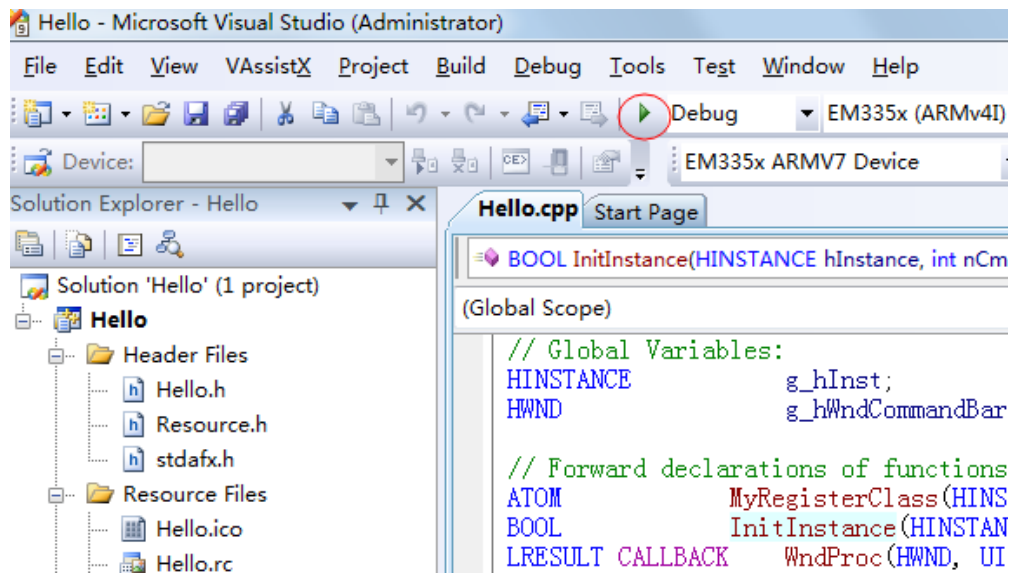 Hello - Microsoft Visual Studio (Administrator)
File Edit View VAssistX Project Build Debug Tools Test Window Help
Debug EM335x (ARMv4I)
Device: EM335x ARMV7 Device
Solution Explorer - Hello
Hello.cpp Start Page
BOOL InitInstance(HINSTANCE hInstance, int nCm
Solution 'Hello' (1 project)
(Global Scope)
Hello
Header Files
Hello.h
Resource.h
stdafx.h
Resource Files
Hello.ico
Hello.rc
// Global Variables:
HINSTANCE g_hInst;
HWND g_hWndCommandBar
// Forward declarations of functions
ATOM MyRegisterClass(HINS
BOOL InitInstance(HINSTAN
LRESULT CALLBACK WndProc(HWND, UI